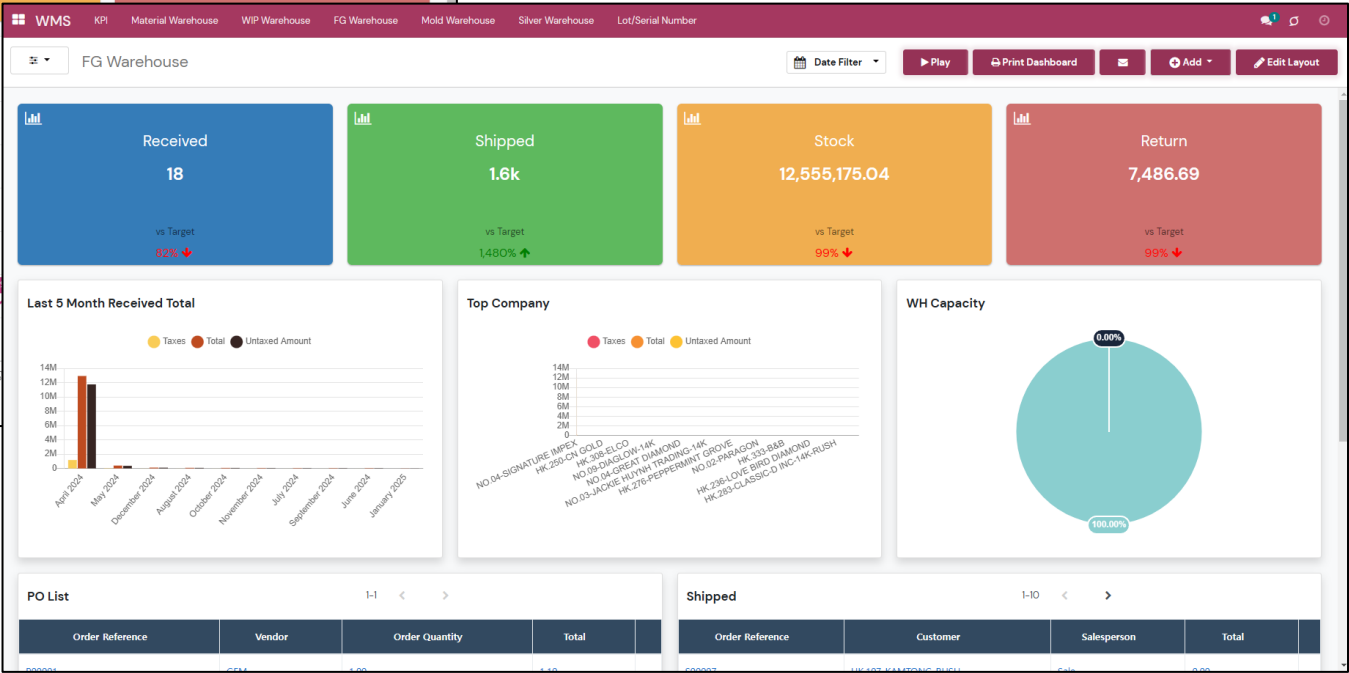 WMS KPI Material Warehouse WIP Warehouse FG Warehouse Mold Warehouse Silver Warehouse Lot/Serial Number 1
FG Warehouse Date Filter Play Print Dashboard Add Edit Layout
Received
18
vs Target
82%
Shipped
1.6k
vs Target
1,480%
Stock
12,555,175.04
vs Target
99%
Return
7,486.69
vs Target
99%
Last 5 Month Received Total
Taxes Total Untaxed Amount
14M
12M
10M
8M
6M
4M
2M
0
April 2024
May 2024
December 2024
August 2024
October 2024
November 2024
July 2024
September 2024
June 2024
January 2025
Top Company
Taxes Total Untaxed Amount
14M
12M
10M
8M
6M
4M
2M
0
NO.04-SIGNATURE IMPEX
HK.250-CN GOLD
HK.308-ELCO
NO.09-DIAGLOW-14K
NO.04-GREAT DIAMOND
NO.03-JACKIE HUYNH TRADING-14K
HK.276-PEPPERMINT GROVE
NO.02-PARAGON
HK.333-B&B
HK.236-LOVE BIRD DIAMOND
HK.283-CLASSIC.D INC-14K-RUSH
WH Capacity
0.00%
100.00%
PO List 1-1
Order Reference Vendor Order Quantity Total
Shipped 1-10
Order Reference Customer Salesperson Total